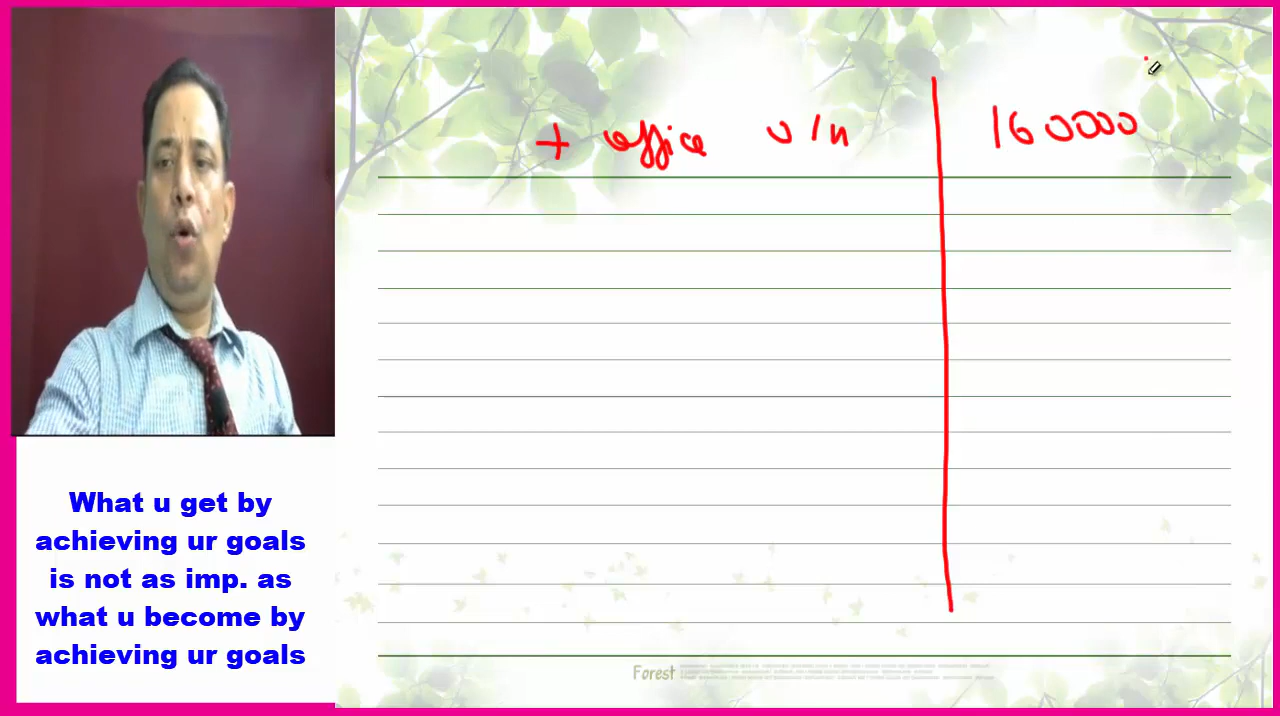 + office o/h 160000
What u get by
achieving ur goals
is not as imp. as
what u become by
achieving ur goals
Forest